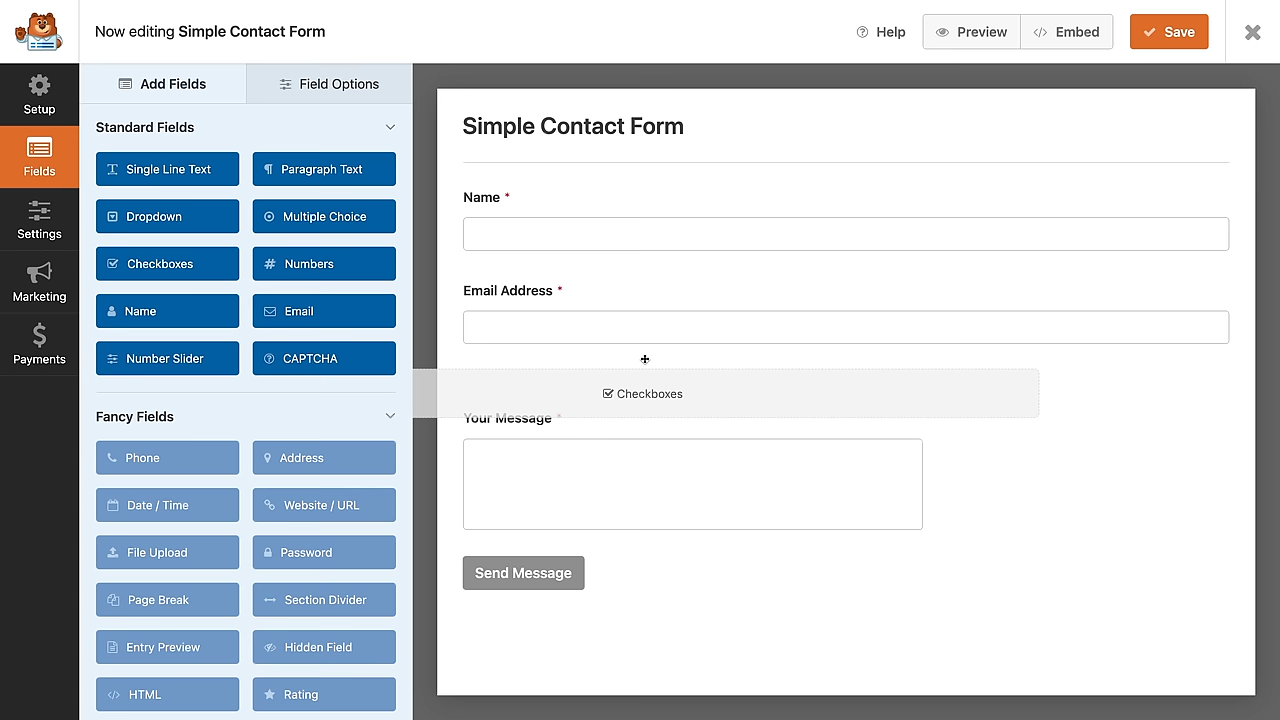 Now editing Simple Contact Form
Help
Preview
Embed
Save
Setup
Fields
Settings
Marketing
Payments
Add Fields
Field Options
Standard Fields
Single Line Text
Paragraph Text
Dropdown
Multiple Choice
Checkboxes
Numbers
Name
Email
Number Slider
CAPTCHA
Fancy Fields
Phone
Address
Date / Time
Website / URL
File Upload
Password
Page Break
Section Divider
Entry Preview
Hidden Field
HTML
Rating
Simple Contact Form
Name *
Email Address *
Checkboxes
Your Message *
Send Message